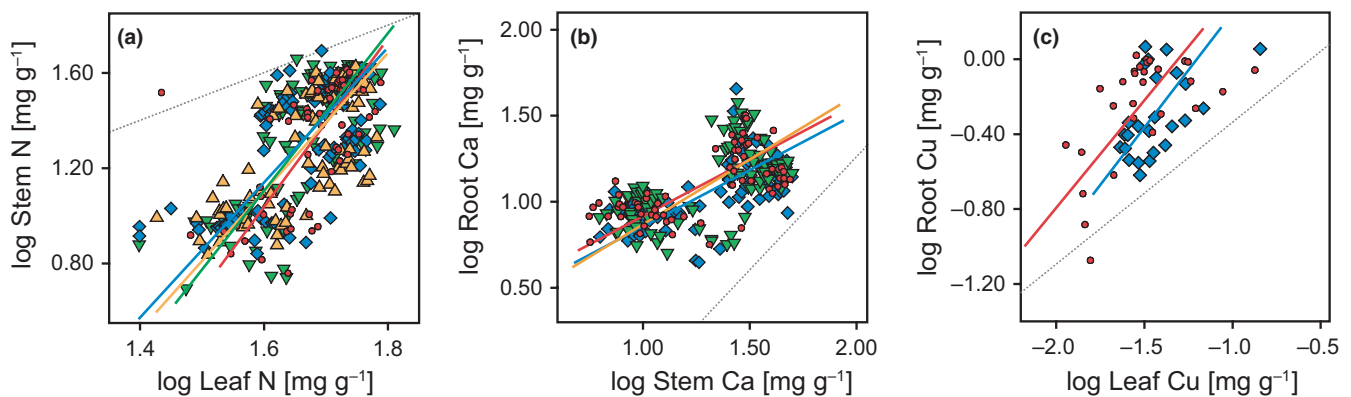 (a)
log Stem N [mg g⁻¹]
1.60
1.20
0.80
1.4
1.6
1.8
log Leaf N [mg g⁻¹]
(b)
log Root Ca [mg g⁻¹]
2.00
1.50
1.00
0.50
1.00
1.50
2.00
log Stem Ca [mg g⁻¹]
(c)
log Root Cu [mg g⁻¹]
0.00
−0.40
−0.80
−1.20
−2.0
−1.5
−1.0
−0.5
log Leaf Cu [mg g⁻¹]